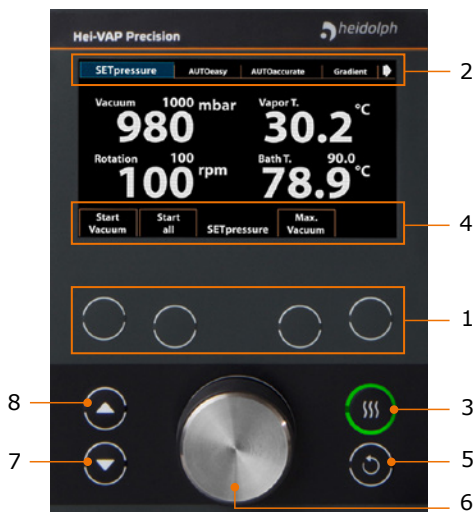 Hei-VAP Precision heidolph
SETpressure AUTOeasy AUTOaccurate Gradient
2
Vacuum 1000 mbar Vapor T. °C
980 30.2
Rotation 100 rpm Bath T. 90.0 °C
100 78.9
Start Vacuum Start all SETpressure Max. Vacuum
4
1
8
3
7
5
6